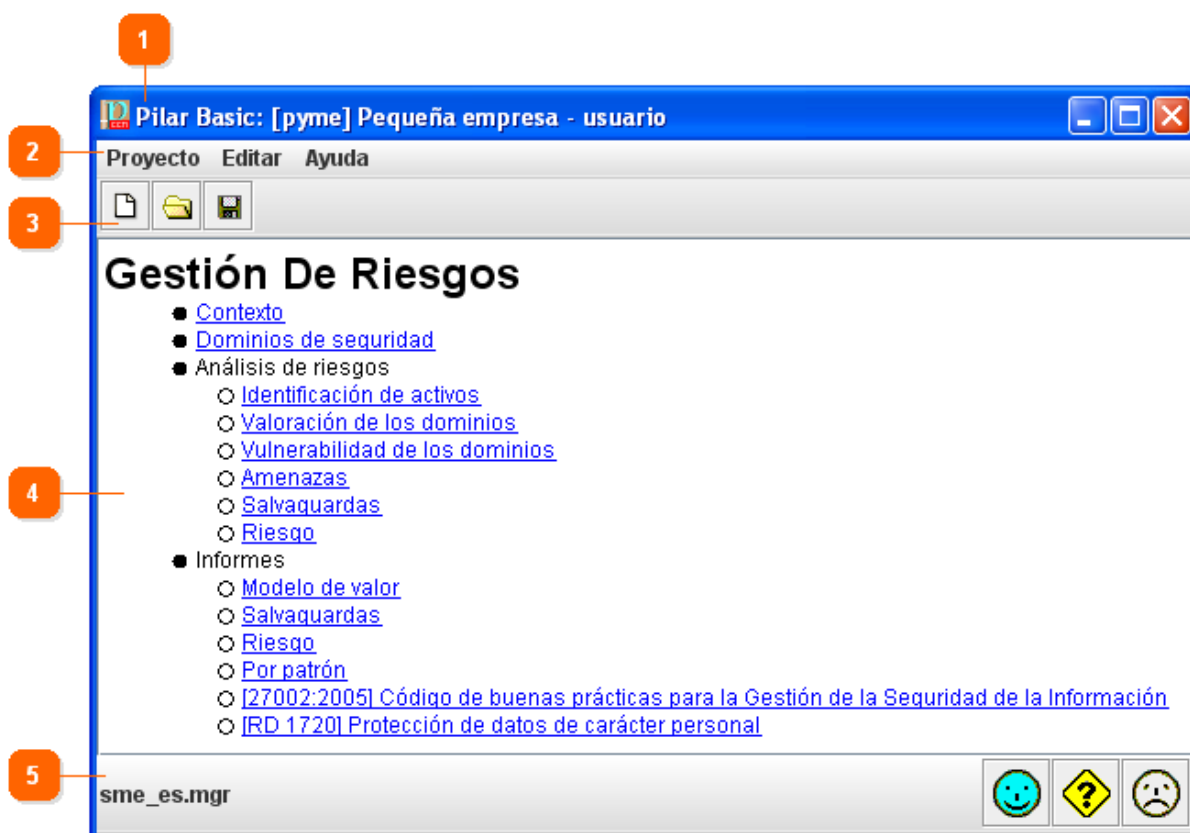 1
Pilar Basic: [pyme] Pequeña empresa - usuario
2
Proyecto Editar Ayuda
3
Gestión De Riesgos
Contexto
Dominios de seguridad
Análisis de riesgos
Identificación de activos
Valoración de los dominios
Vulnerabilidad de los dominios
Amenazas
4
Salvaguardas
Riesgo
Informes
Modelo de valor
Salvaguardas
Riesgo
Por patrón
[27002:2005] Código de buenas prácticas para la Gestión de la Seguridad de la Información
[RD 1720] Protección de datos de carácter personal
5
sme_es.mgr
?